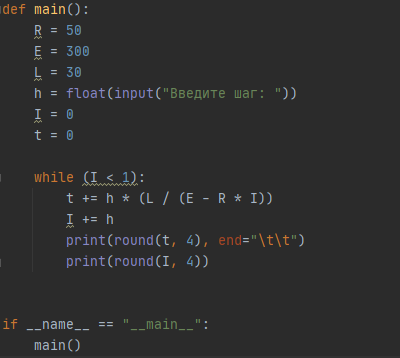 def main():
    R = 50
    E = 300
    L = 30
    h = float(input("Введите шаг: "))
    I = 0
    t = 0
    while (I < 1):
        t += h * (L / (E - R * I))
        I += h
        print(round(t, 4), end="\t\t")
        print(round(I, 4))
if __name__ == "__main__":
    main()